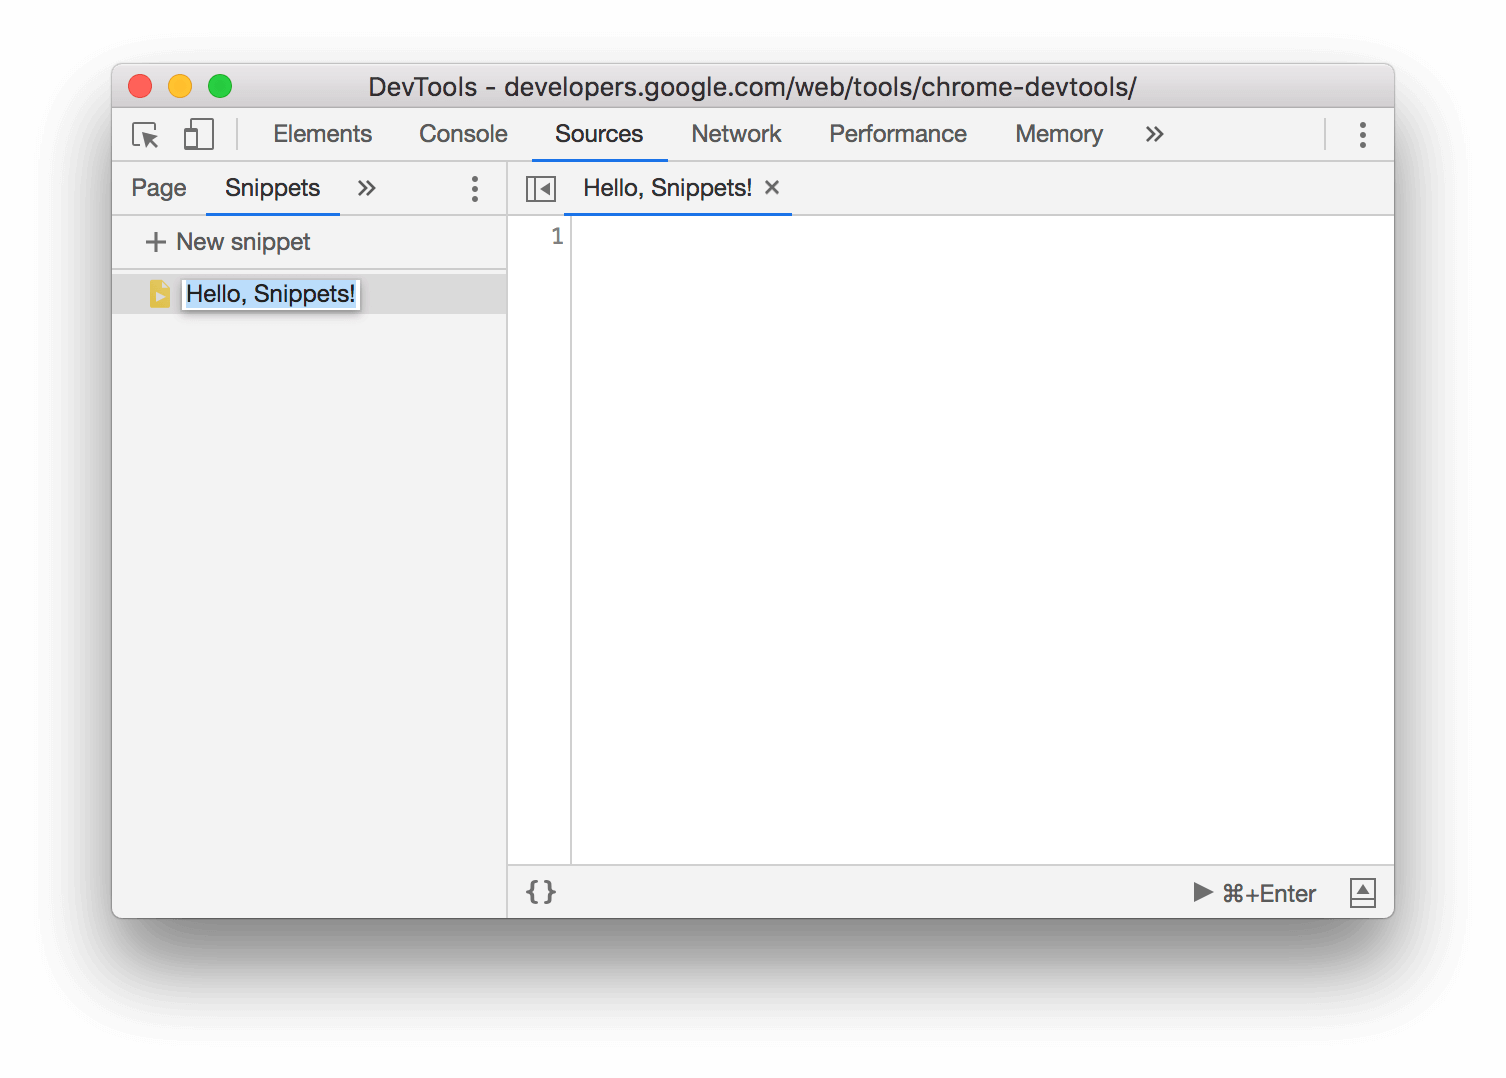 DevTools - developers.google.com/web/tools/chrome-devtools/
Elements Console Sources Network Performance Memory »
Page Snippets » Hello, Snippets! ×
+ New snippet
1
Hello, Snippets!
{} ⌘+Enter